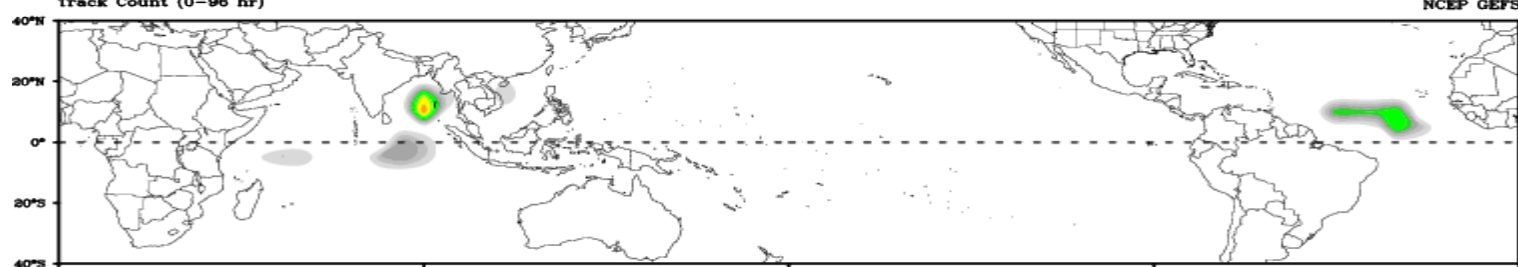 Track Count (0-96 hr)
NCEP GEFS
40°N
20°N
0°
20°S
40°S